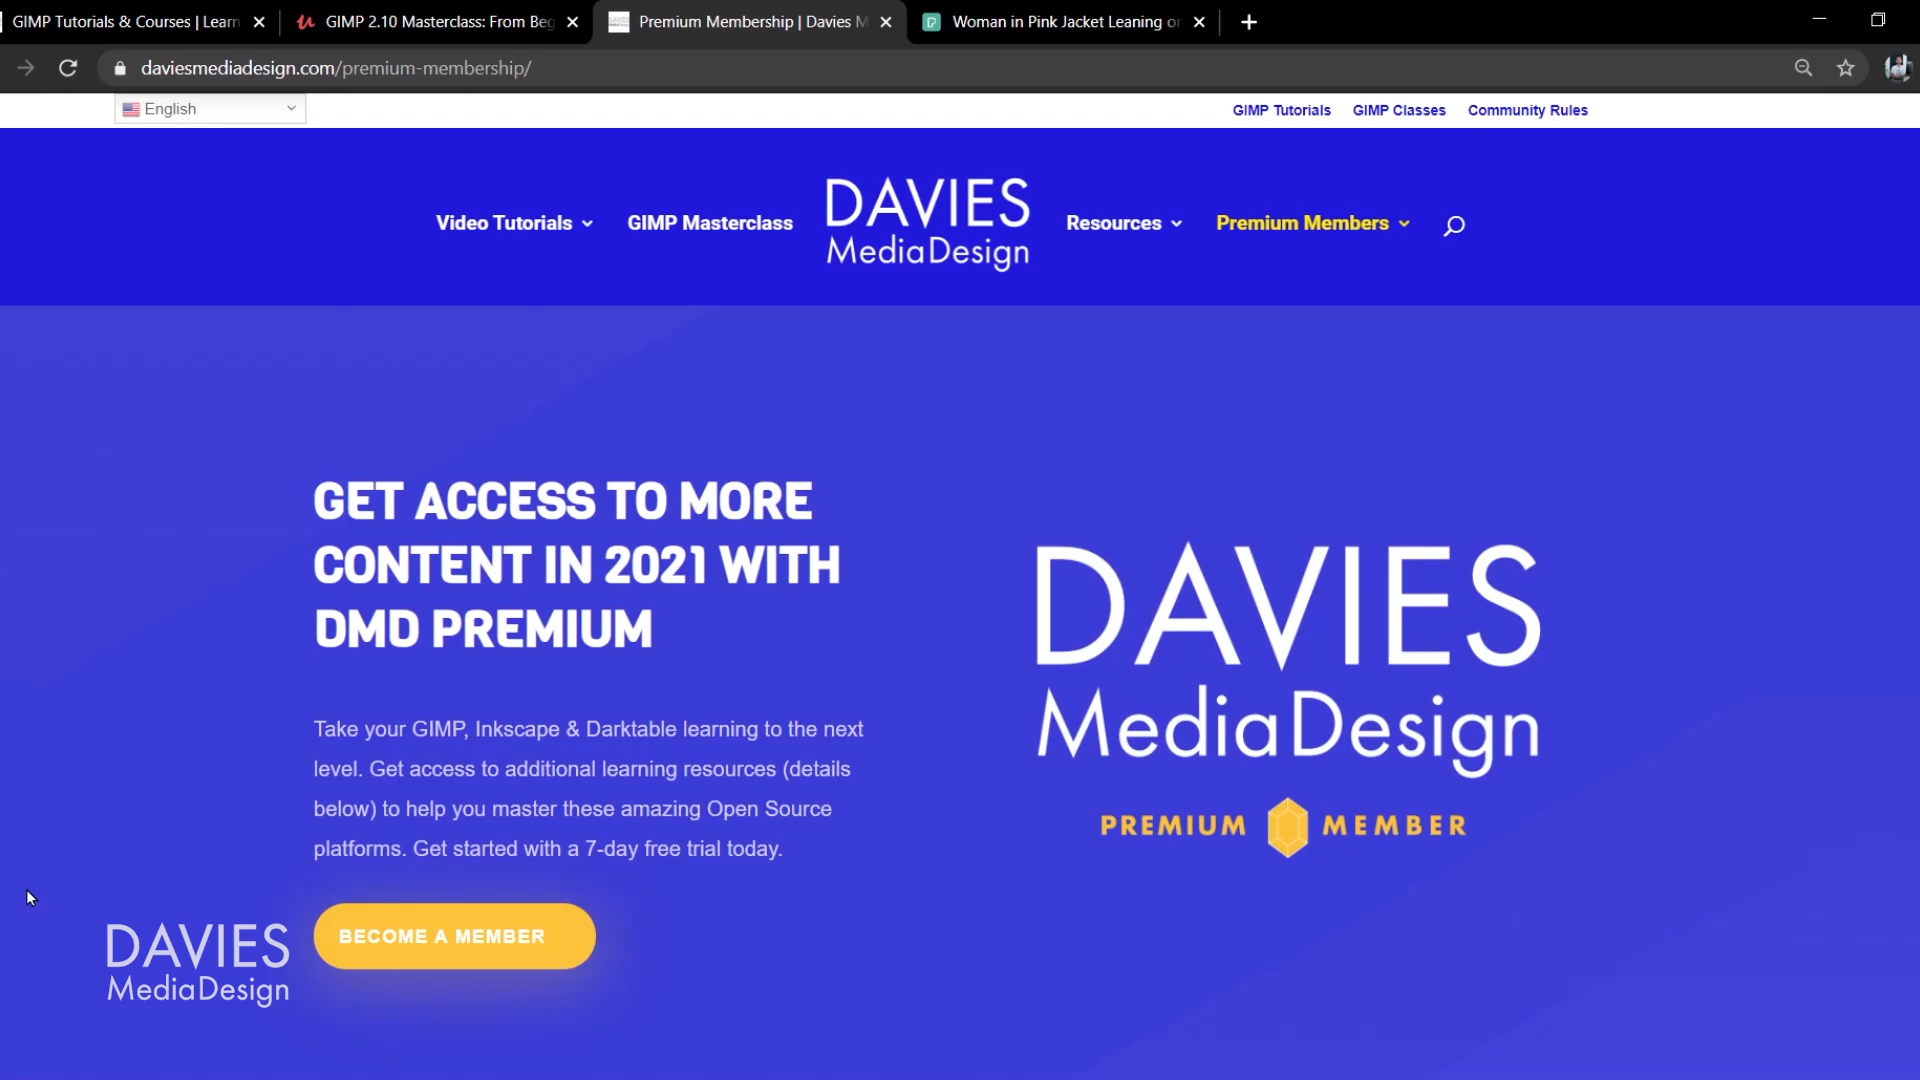 GIMP Tutorials & Courses | Learn
GIMP 2.10 Masterclass: From Beg
Premium Membership | Davies M
Woman in Pink Jacket Leaning or
daviesmediadesign.com/premium-membership/
English
GIMP Tutorials
GIMP Classes
Community Rules
Video Tutorials
GIMP Masterclass
DAVIES
MediaDesign
Resources
Premium Members
GET ACCESS TO MORE
CONTENT IN 2021 WITH
DMD PREMIUM
Take your GIMP, Inkscape & Darktable learning to the next
level. Get access to additional learning resources (details
below) to help you master these amazing Open Source
platforms. Get started with a 7-day free trial today.
BECOME A MEMBER
DAVIES
MediaDesign
PREMIUM MEMBER
DAVIES
MediaDesign